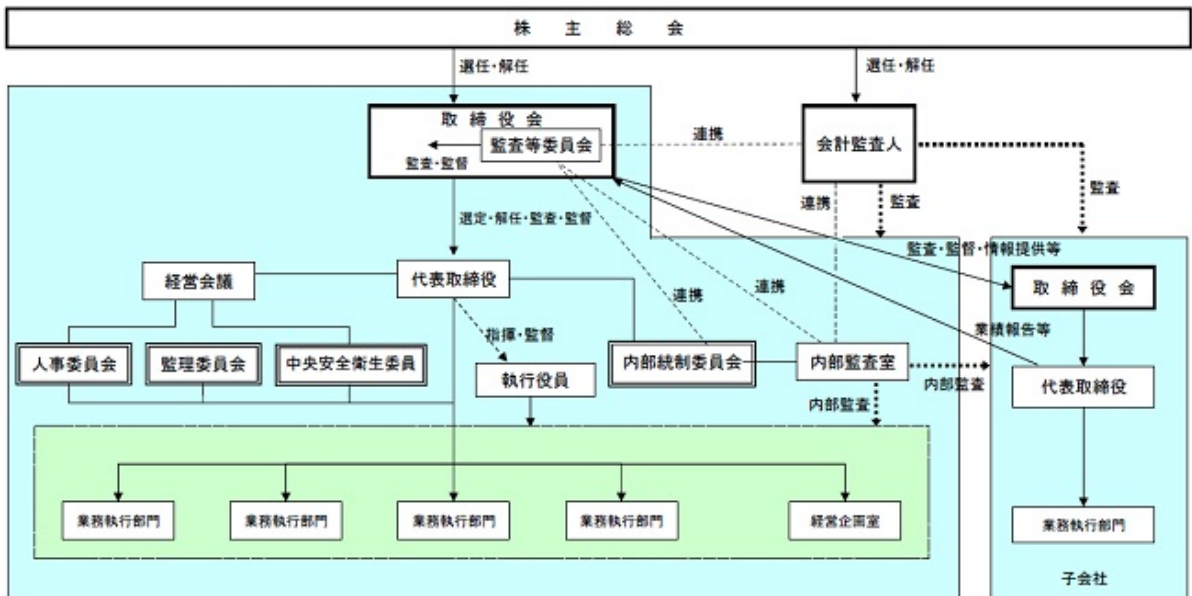 株主総会
選任・解任
選任・解任
取締役会
監査等委員会
監査・監督
連携
会計監査人
連携
監査
監査
選定・解任・監査・監督
監査・監督・情報提供等
経営会議
代表取締役
連携
連携
取締役会
指揮・監督
業績報告等
人事委員会
監理委員会
中央安全衛生委員
執行役員
内部統制委員会
内部監査室
内部監査
内部監査
代表取締役
業務執行部門
業務執行部門
業務執行部門
業務執行部門
経営企画室
業務執行部門
子会社